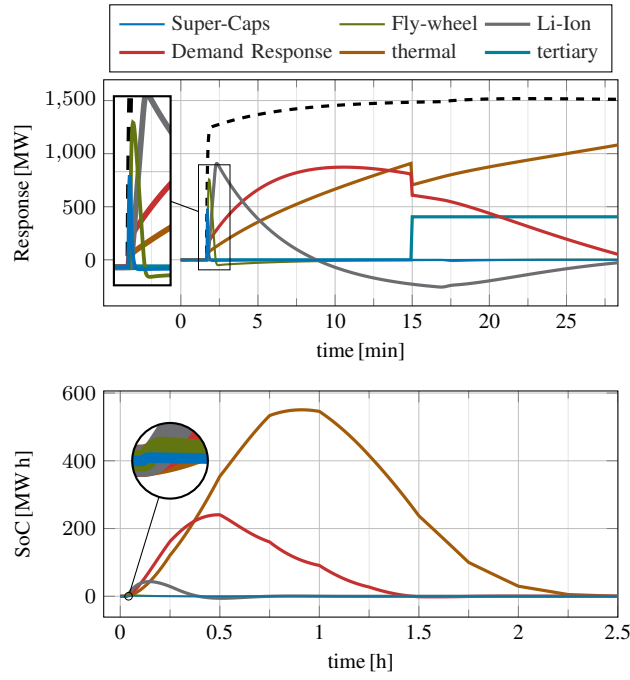 Super-Caps Fly-wheel Li-Ion
Demand Response thermal tertiary
1,500
1,000
500
0
Response [MW]
0 5 10 15 20 25
time [min]
600
400
200
0
SoC [MW h]
0 0.5 1 1.5 2 2.5
time [h]